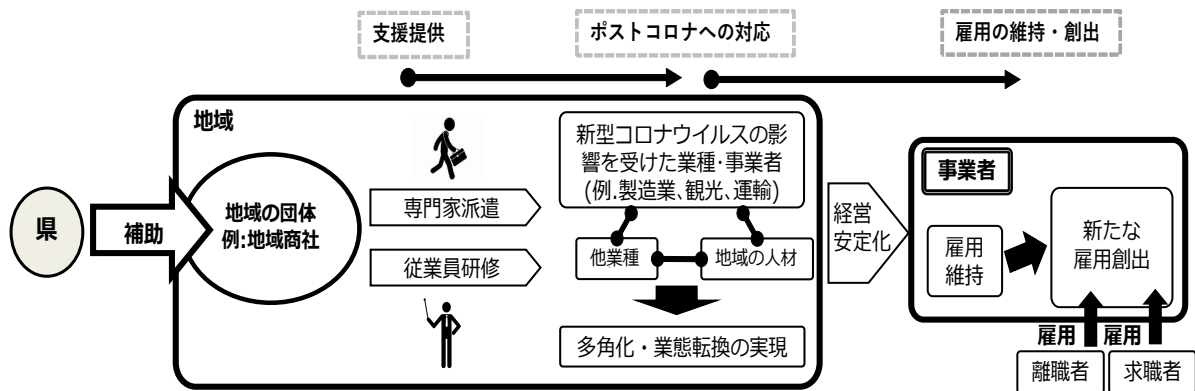 支援提供
ポストコロナへの対応
雇用の維持・創出
地域
県
補助
地域の団体
例:地域商社
専門家派遣
従業員研修
新型コロナウイルスの影
響を受けた業種・事業者
(例.製造業、観光、運輸)
他業種
地域の人材
多角化・業態転換の実現
経営
安定化
事業者
雇用
維持
新たな
雇用創出
雇用
雇用
離職者
求職者